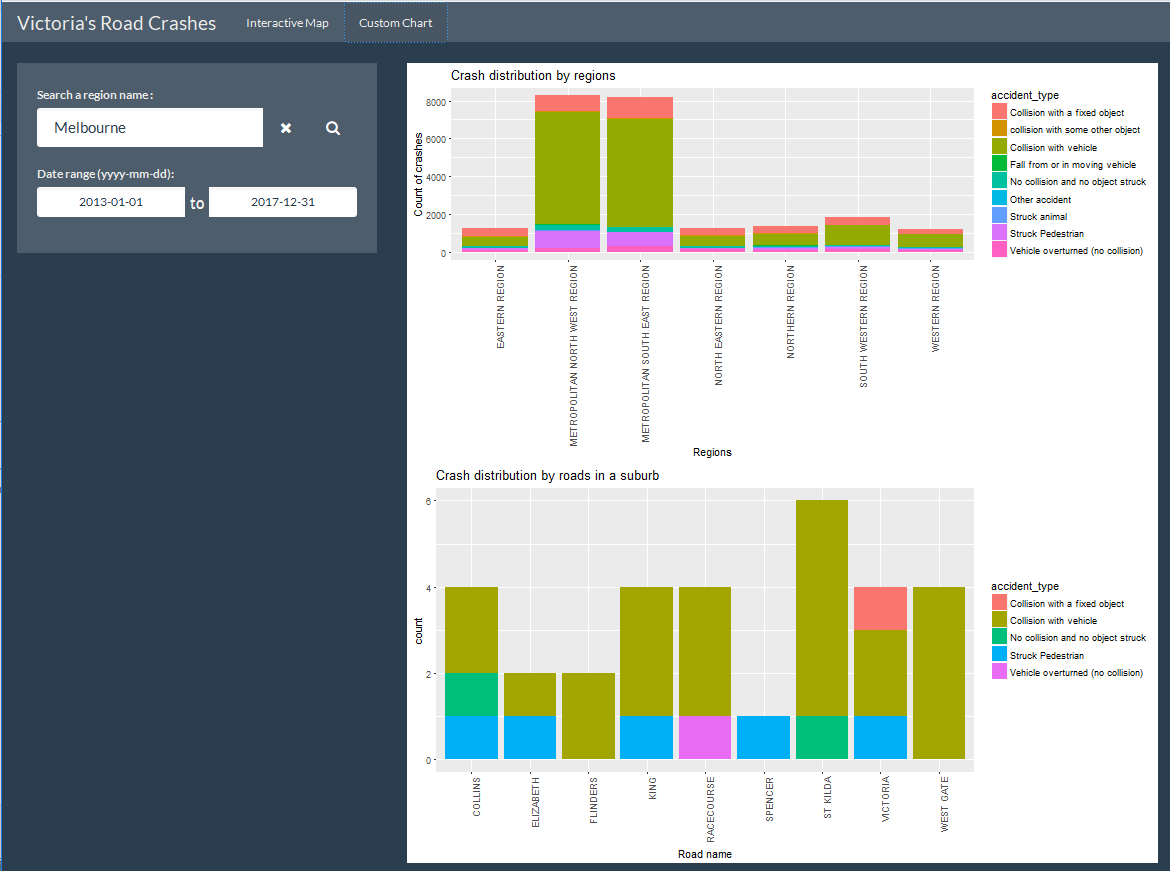 Victoria's Road Crashes
Interactive Map
Custom Chart
Search a region name:
Melbourne
Date range (yyyy-mm-dd):
2013-01-01 to 2017-12-31
Crash distribution by regions
Count of crashes
8000
6000
4000
2000
0
EASTERN REGION
METROPOLITAN NORTH WEST REGION
METROPOLITAN SOUTH EAST REGION
NORTH EASTERN REGION
NORTHERN REGION
SOUTH WESTERN REGION
WESTERN REGION
Regions
accident_type
Collision with a fixed object
collision with some other object
Collision with vehicle
Fall from or in moving vehicle
No collision and no object struck
Other accident
Struck animal
Struck Pedestrian
Vehicle overturned (no collision)
Crash distribution by roads in a suburb
count
6
4
2
0
COLLINS
ELIZABETH
FLINDERS
KING
RACECOURSE
SPENCER
ST KILDA
VICTORIA
WEST GATE
Road name
accident_type
Collision with a fixed object
Collision with vehicle
No collision and no object struck
Struck Pedestrian
Vehicle overturned (no collision)